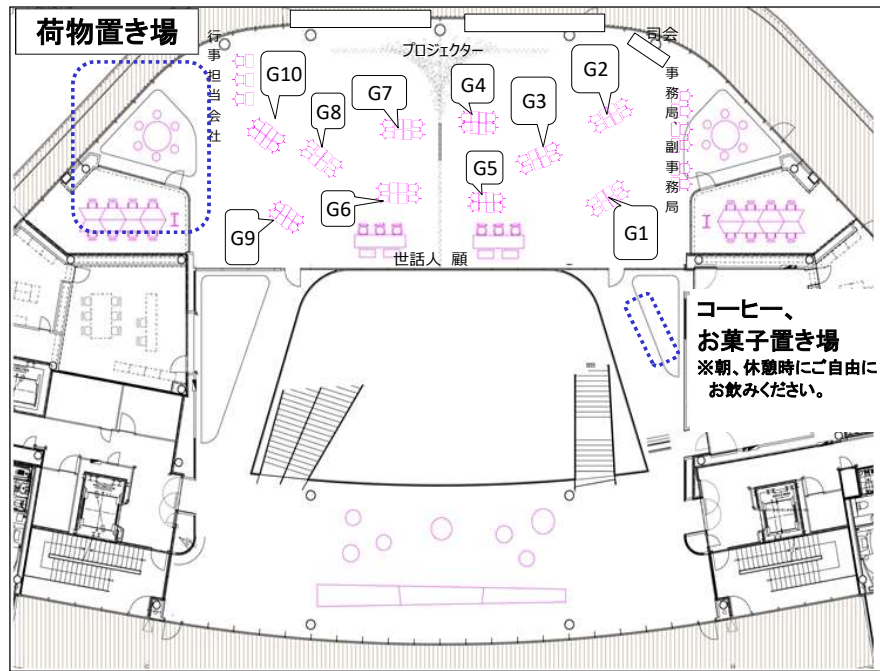 荷物置き場
行事担当会社
プロジェクター
司会
事務局
副事務局
G10
G8
G7
G4
G3
G2
G9
G6
G5
G1
世話人 顧
コーヒー、
お菓子置き場
※朝、休憩時にご自由に
お飲みください。